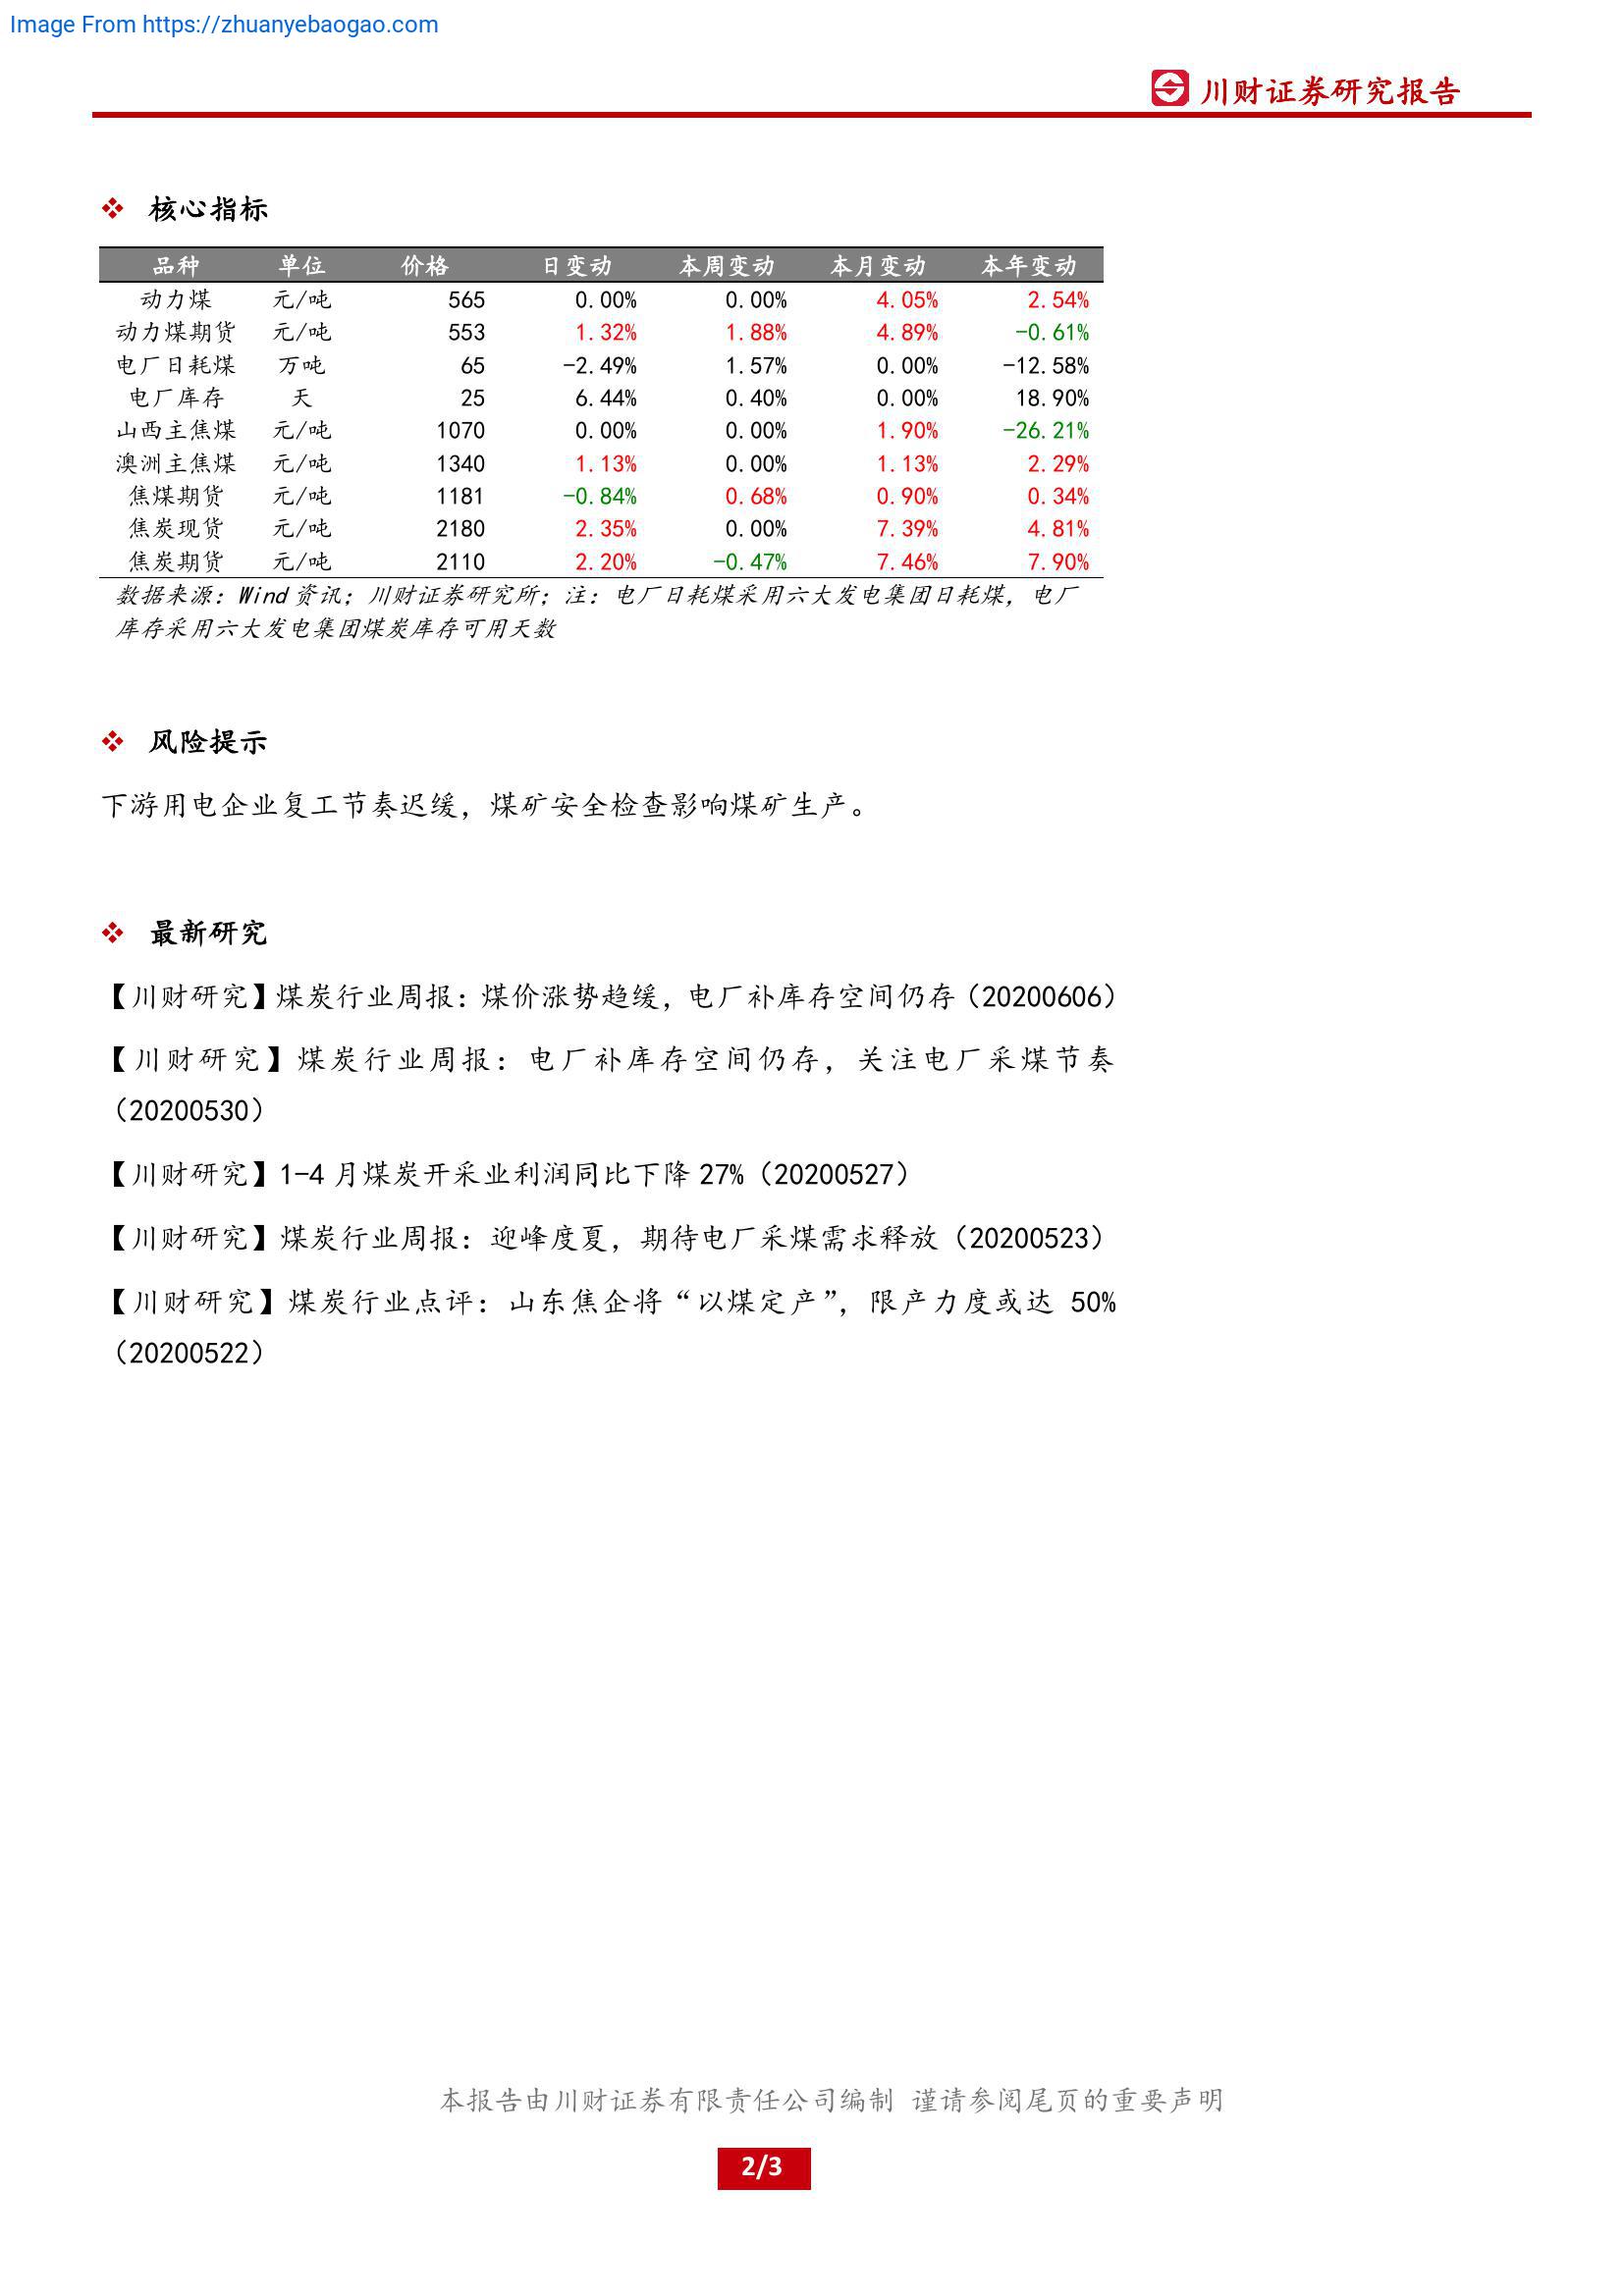 Image From https://zhuanyebaogao.com
川财证券研究报告
核心指标
品种 单位 价格 日变动 本周变动 本月变动 本年变动
动力煤 元/吨 565 0.00% 0.00% 4.05% 2.54%
动力煤期货 元/吨 553 1.32% 1.88% 4.89% -0.61%
电厂日耗煤 万吨 65 -2.49% 1.57% 0.00% -12.58%
电厂库存 天 25 6.44% 0.40% 0.00% 18.90%
山西主焦煤 元/吨 1070 0.00% 0.00% 1.90% -26.21%
澳洲主焦煤 元/吨 1340 1.13% 0.00% 1.13% 2.29%
焦煤期货 元/吨 1181 -0.84% 0.68% 0.90% 0.34%
焦炭现货 元/吨 2180 2.35% 0.00% 7.39% 4.81%
焦炭期货 元/吨 2110 2.20% -0.47% 7.46% 7.90%
数据来源：Wind 资讯；川财证券研究所；注：电厂日耗煤采用六大发电集团日耗煤，电厂
库存采用六大发电集团煤炭库存可用天数
风险提示
下游用电企业复工节奏迟缓，煤矿安全检查影响煤矿生产。
最新研究
【川财研究】煤炭行业周报：煤价涨势趋缓，电厂补库存空间仍存（20200606）
【川财研究】煤炭行业周报：电厂补库存空间仍存，关注电厂采煤节奏
（20200530）
【川财研究】1-4 月煤炭开采业利润同比下降 27%（20200527）
【川财研究】煤炭行业周报：迎峰度夏，期待电厂采煤需求释放（20200523）
【川财研究】煤炭行业点评：山东焦企将“以煤定产”，限产力度或达 50%
（20200522）
本报告由川财证券有限责任公司编制 谨请参阅尾页的重要声明
2/3